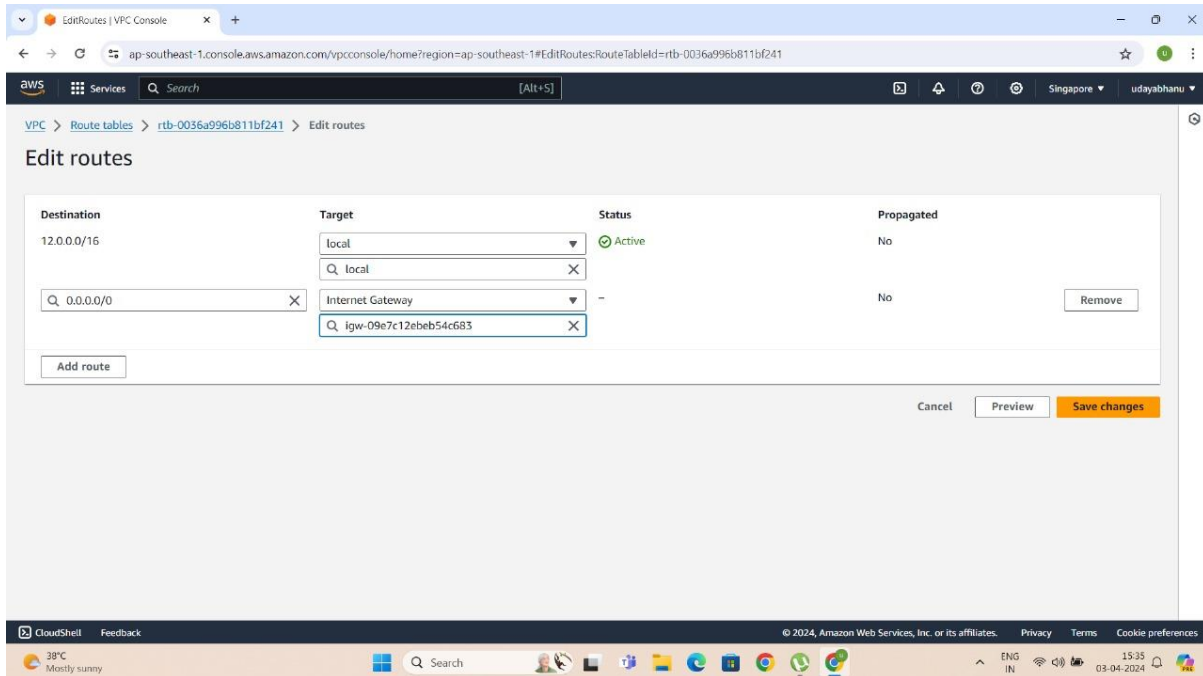 EditRoutes | VPC Console
ap-southeast-1.console.aws.amazon.com/vpcconsole/home?region=ap-southeast-1#EditRoutes:RouteTableId=rtb-0036a996b811bf241
U
aws Services Search [Alt+S] Singapore udayabhanu
VPC > Route tables > rtb-0036a996b811bf241 > Edit routes
Edit routes
Destination Target Status Propagated
12.0.0.0/16 local Active No
local
0.0.0.0/0 Internet Gateway – No Remove
igw-09e7c12ebeb54c683
Add route
Cancel Preview Save changes
CloudShell Feedback © 2024, Amazon Web Services, Inc. or its affiliates. Privacy Terms Cookie preferences
38°C Search ENG 15:35
Mostly sunny IN 03-04-2024
PRE